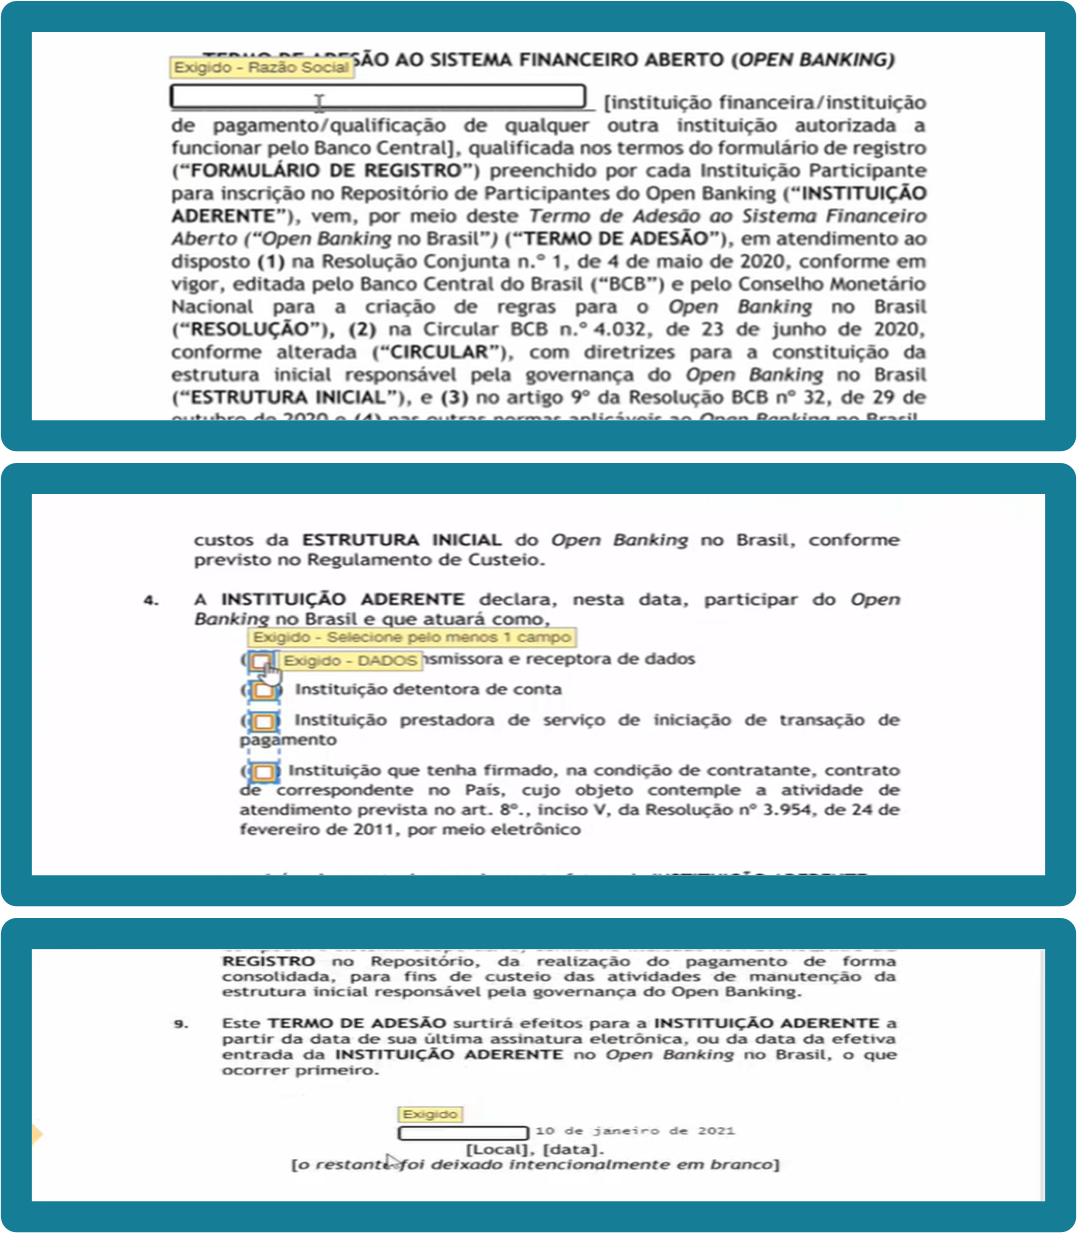 TERMO DE ADESÃO AO SISTEMA FINANCEIRO ABERTO (OPEN BANKING)
Exigido - Razão Social
[instituição financeira/instituição
de pagamento/qualificação de qualquer outra instituição autorizada a
funcionar pelo Banco Central], qualificada nos termos do formulário de registro
(“FORMULÁRIO DE REGISTRO”) preenchido por cada Instituição Participante
para inscrição no Repositório de Participantes do Open Banking (“INSTITUIÇÃO
ADERENTE”), vem, por meio deste Termo de Adesão ao Sistema Financeiro
Aberto (“Open Banking no Brasil”) (“TERMO DE ADESÃO”), em atendimento ao
disposto (1) na Resolução Conjunta n.º 1, de 4 de maio de 2020, conforme em
vigor, editada pelo Banco Central do Brasil (“BCB”) e pelo Conselho Monetário
Nacional para a criação de regras para o Open Banking no Brasil
(“RESOLUÇÃO”), (2) na Circular BCB n.º 4.032, de 23 de junho de 2020,
conforme alterada (“CIRCULAR”), com diretrizes para a constituição da
estrutura inicial responsável pela governança do Open Banking no Brasil
(“ESTRUTURA INICIAL”), e (3) no artigo 9º da Resolução BCB nº 32, de 29 de
outubro de 2020 e (4) nas outras normas aplicáveis ao Open Banking no Brasil,
custos da ESTRUTURA INICIAL do Open Banking no Brasil, conforme
previsto no Regulamento de Custeio.
4. A INSTITUIÇÃO ADERENTE declara, nesta data, participar do Open
Banking no Brasil e que atuará como,
Exigido - Selecione pelo menos 1 campo
( Exigido - DADOS nsmissora e receptora de dados
( ) Instituição detentora de conta
( ) Instituição prestadora de serviço de iniciação de transação de
pagamento
( ) Instituição que tenha firmado, na condição de contratante, contrato
de correspondente no País, cujo objeto contemple a atividade de
atendimento prevista no art. 8º., inciso V, da Resolução nº 3.954, de 24 de
fevereiro de 2011, por meio eletrônico
REGISTRO no Repositório, da realização do pagamento de forma
consolidada, para fins de custeio das atividades de manutenção da
estrutura inicial responsável pela governança do Open Banking.
9. Este TERMO DE ADESÃO surtirá efeitos para a INSTITUIÇÃO ADERENTE a
partir da data de sua última assinatura eletrônica, ou da data da efetiva
entrada da INSTITUIÇÃO ADERENTE no Open Banking no Brasil, o que
ocorrer primeiro.
Exigido
10 de janeiro de 2021
[Local], [data].
[o restante foi deixado intencionalmente em branco]